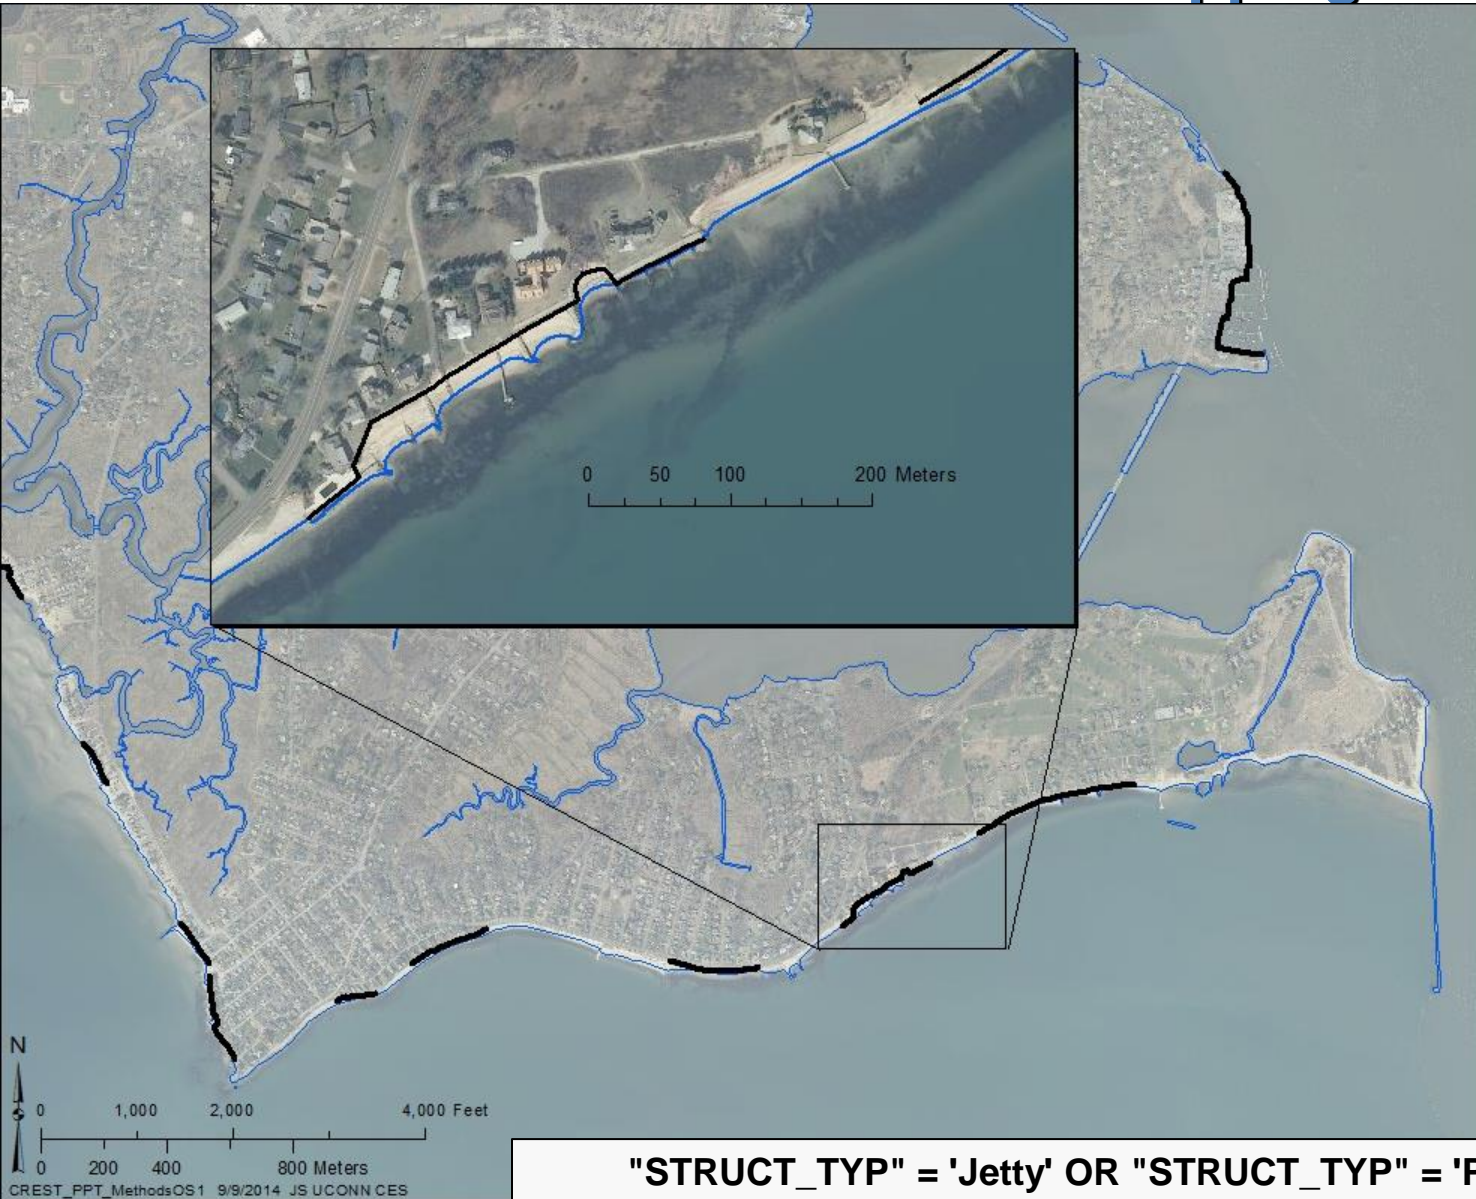 0 50 100 200 Meters
N
0 1,000 2,000 4,000 Feet
0 200 400 800 Meters
CREST_PPT_MethodsOS1 9/9/2014 JS UCONN CES
"STRUCT_TYP" = 'Jetty' OR "STRUCT_TYP" =